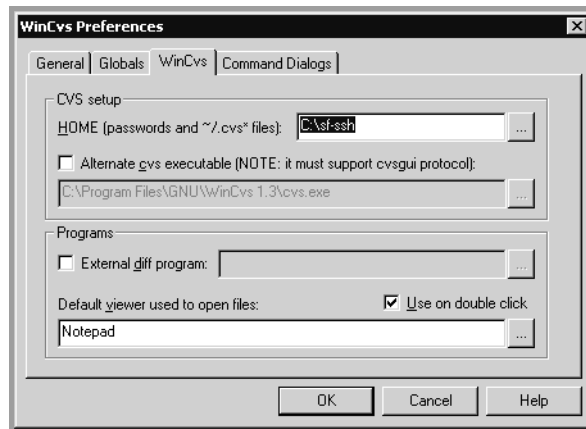 WinCvs Preferences
General Globals WinCvs Command Dialogs
CVS setup
HOME (passwords and ~/.cvs* files): C:\sf-ssh ...
Alternate cvs executable (NOTE: it must support cvsgui protocol):
C:\Program Files\GNU\WinCvs 1.3\cvs.exe ...
Programs
External diff program: ...
Default viewer used to open files: Use on double click
Notepad ...
OK Cancel Help